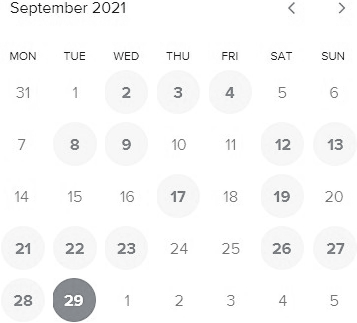 September 2021
MON TUE WED THU FRI SAT SUN
31 1 2 3 4 5 6
7 8 9 10 11 12 13
14 15 16 17 18 19 20
21 22 23 24 25 26 27
28 29 1 2 3 4 5